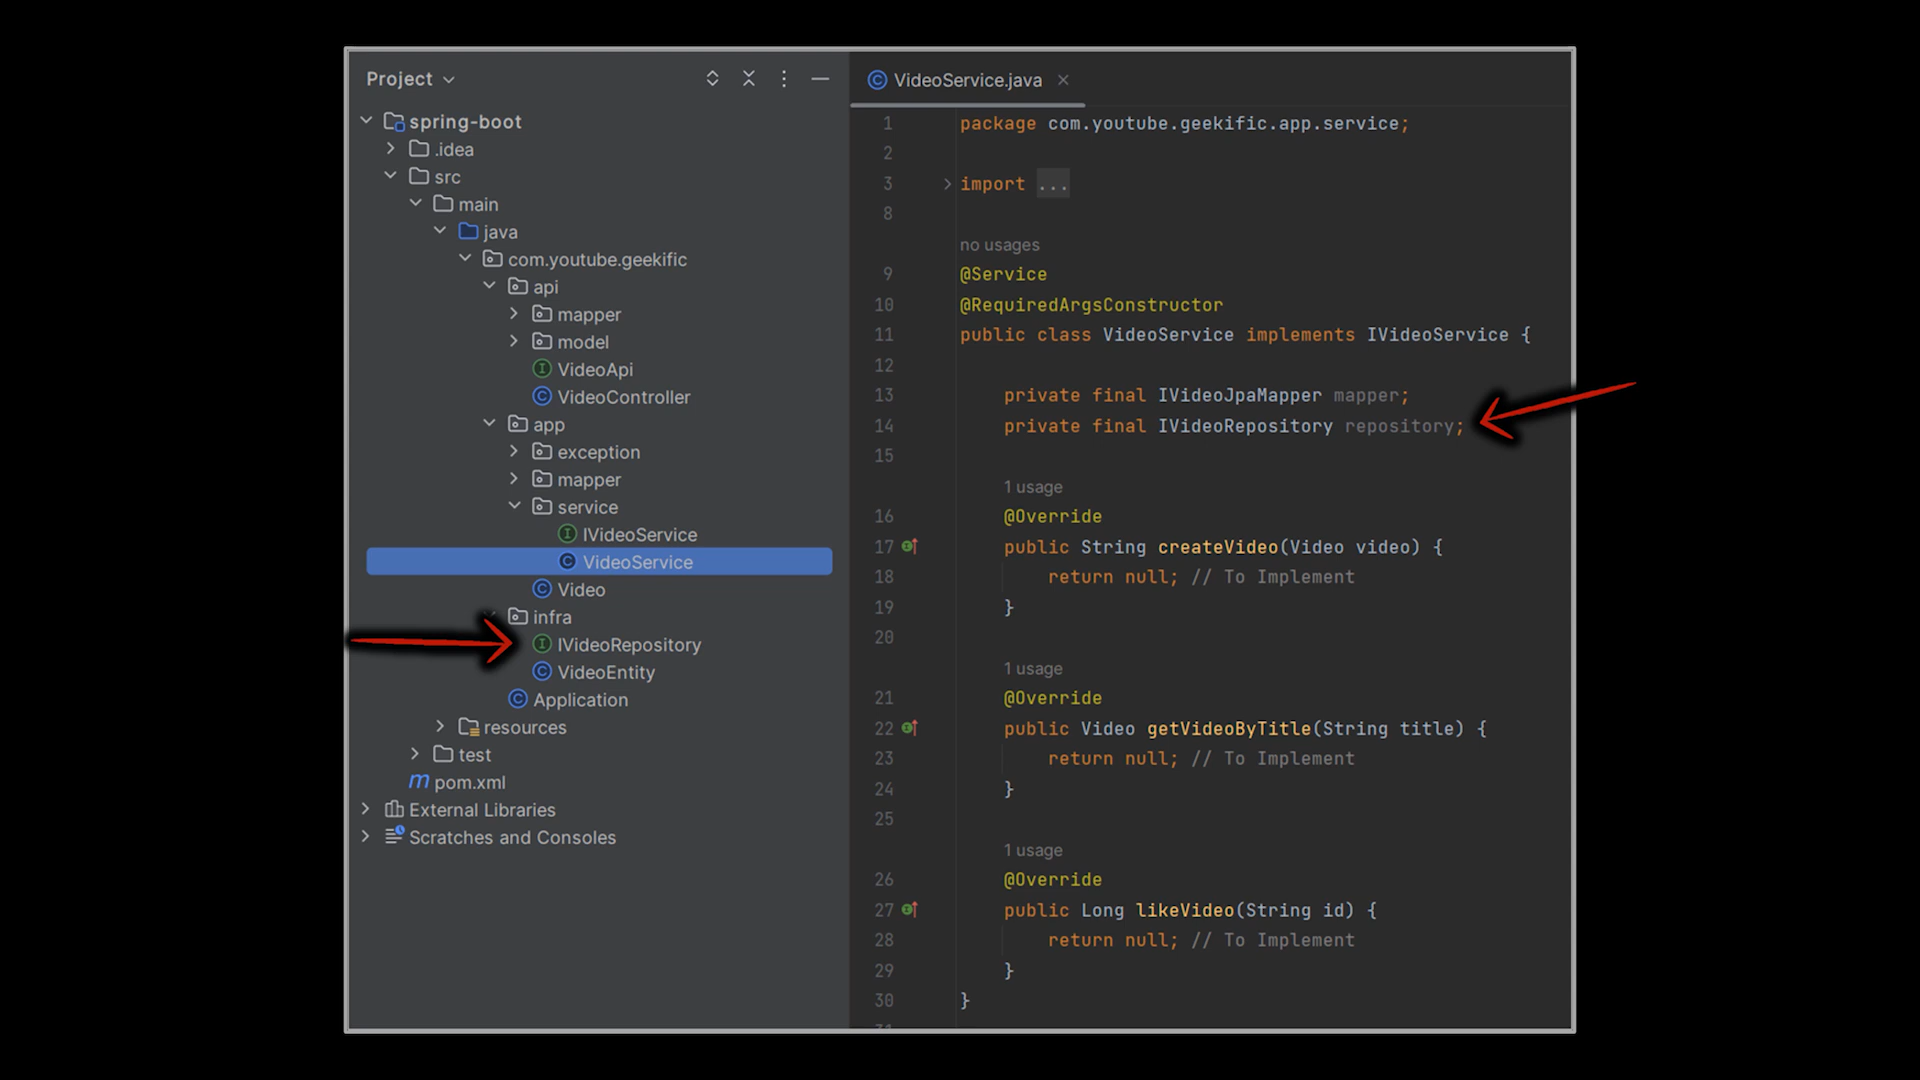 Project
spring-boot
.idea
src
main
java
com.youtube.geekific
api
mapper
model
VideoApi
VideoController
app
exception
mapper
service
IVideoService
VideoService
Video
infra
IVideoRepository
VideoEntity
Application
resources
test
pom.xml
External Libraries
Scratches and Consoles
VideoService.java
1 package com.youtube.geekific.app.service;
2
3 import ...
8
no usages
9 @Service
10 @RequiredArgsConstructor
11 public class VideoService implements IVideoService {
12
13 private final IVideoJpaMapper mapper;
14 private final IVideoRepository repository;
15
1 usage
16 @Override
17 public String createVideo(Video video) {
18 return null; // To Implement
19 }
20
1 usage
21 @Override
22 public Video getVideoByTitle(String title) {
23 return null; // To Implement
24 }
25
1 usage
26 @Override
27 public Long likeVideo(String id) {
28 return null; // To Implement
29 }
30 }